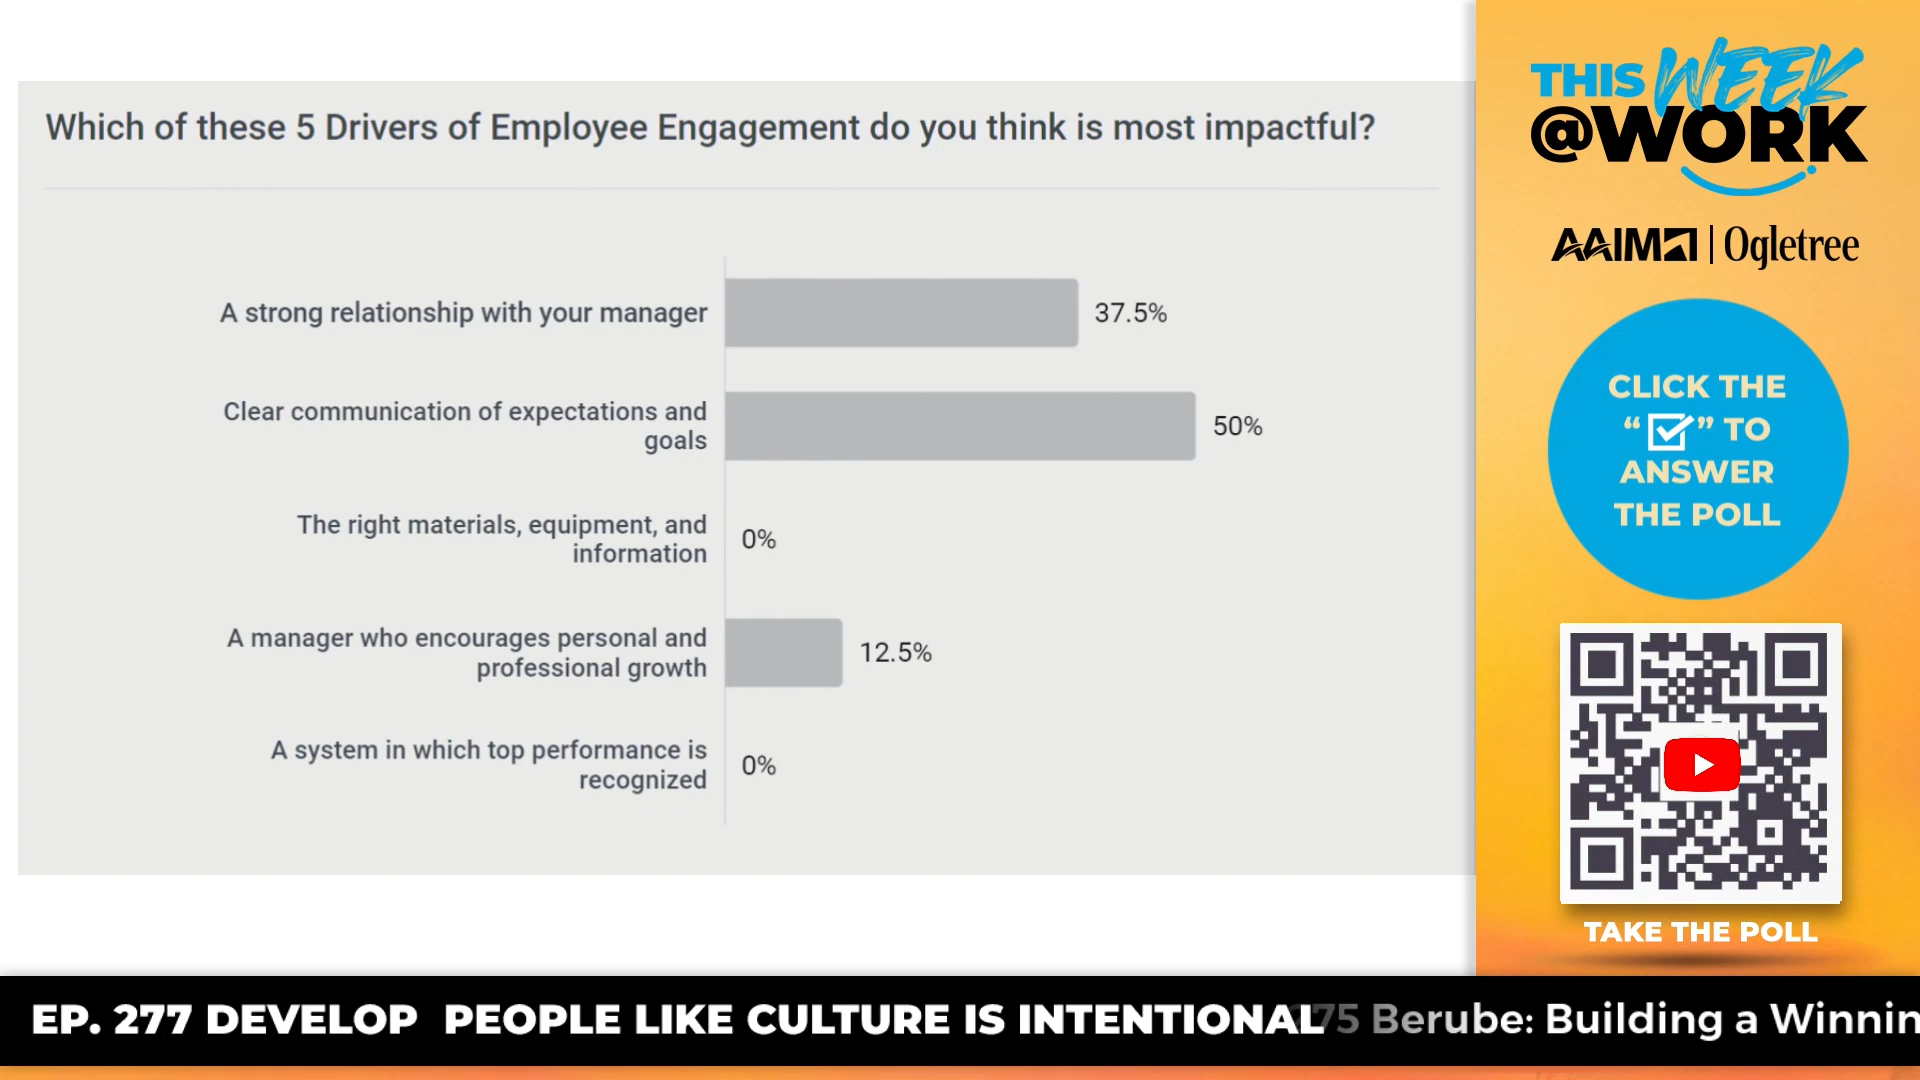 Which of these 5 Drivers of Employee Engagement do you think is most impactful?
A strong relationship with your manager
37.5%
Clear communication of expectations and
goals
50%
The right materials, equipment, and
information
0%
A manager who encourages personal and
professional growth
12.5%
A system in which top performance is
recognized
0%
THIS WEEK
@WORK
AAIM | Ogletree
CLICK THE
“☑” TO
ANSWER
THE POLL
TAKE THE POLL
EP. 277 DEVELOP PEOPLE LIKE CULTURE IS INTENTIONAL 75 Berube: Building a